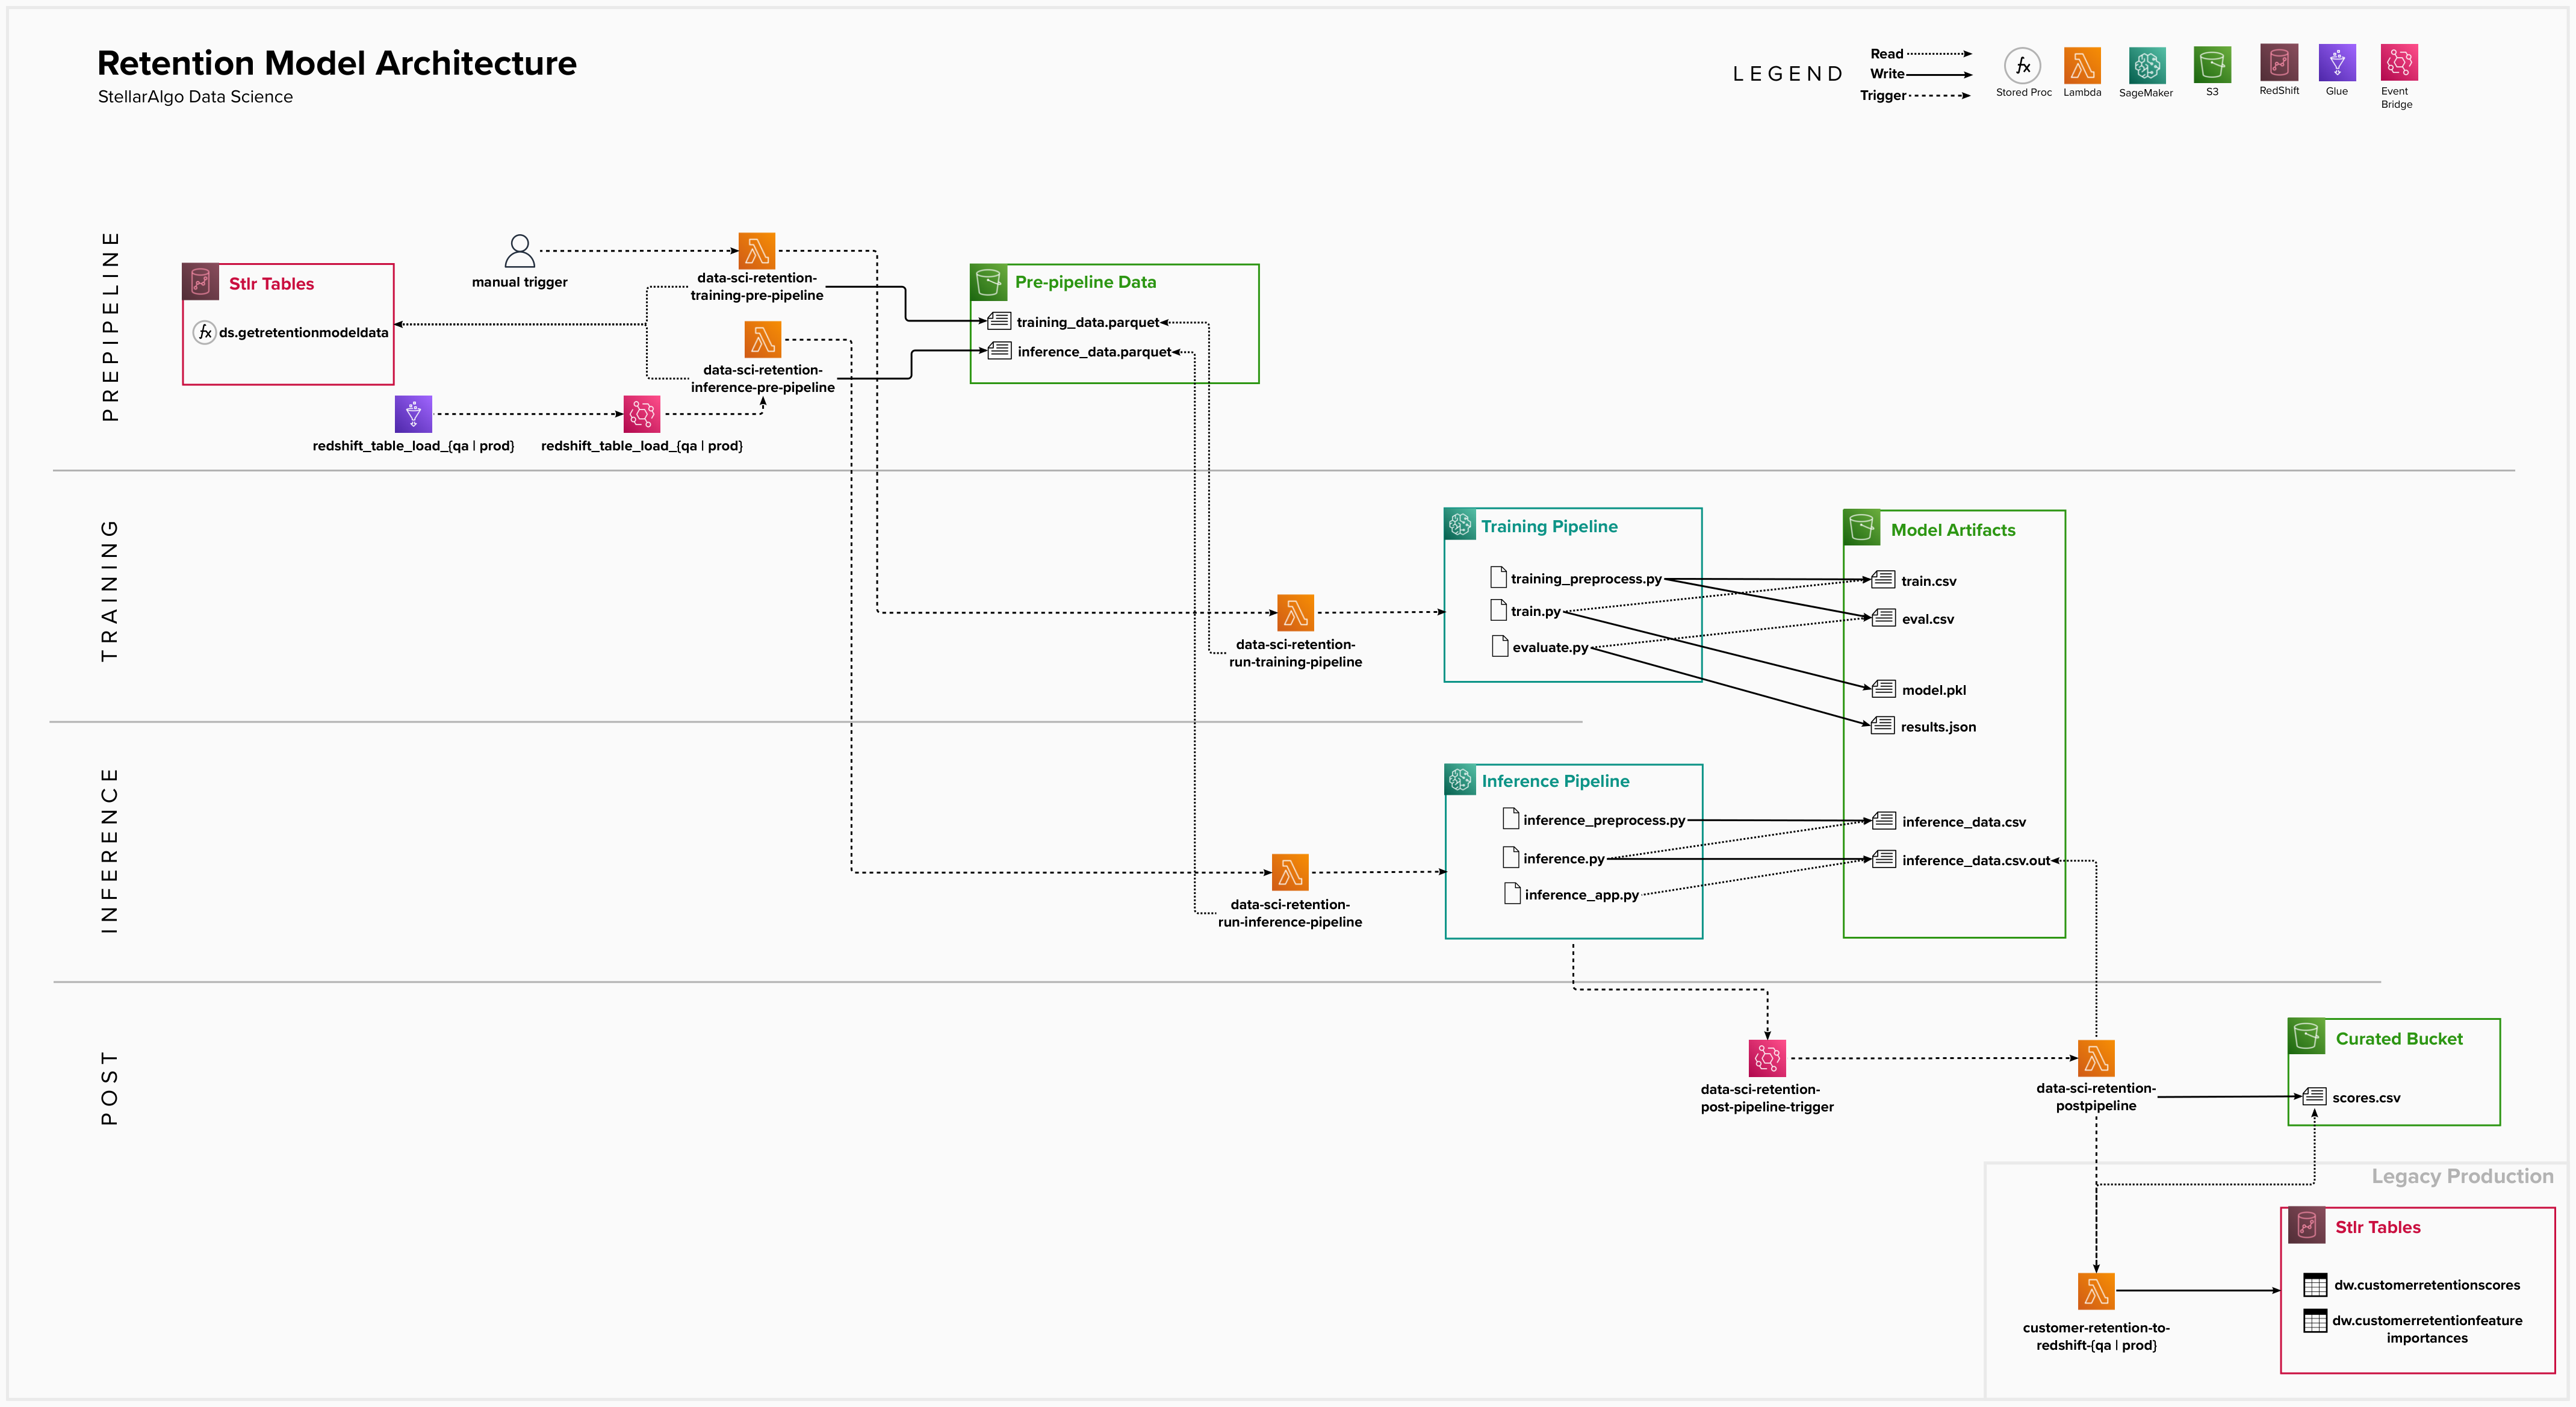 Retention Model Architecture
StellarAlgo Data Science
LEGEND
Read
Write
Trigger
Stored Proc
Lambda
SageMaker
S3
RedShift
Glue
Event
Bridge
PREPIPELINE
Stlr Tables
fx ds.getretentionmodeldata
manual trigger
data-sci-retention-
training-pre-pipeline
data-sci-retention-
inference-pre-pipeline
redshift_table_load_{qa | prod}
redshift_table_load_{qa | prod}
Pre-pipeline Data
training_data.parquet
inference_data.parquet
TRAINING
data-sci-retention-
run-training-pipeline
Training Pipeline
training_preprocess.py
train.py
evaluate.py
Model Artifacts
train.csv
eval.csv
model.pkl
results.json
inference_data.csv
inference_data.csv.out
INFERENCE
data-sci-retention-
run-inference-pipeline
Inference Pipeline
inference_preprocess.py
inference.py
inference_app.py
POST
data-sci-retention-
post-pipeline-trigger
data-sci-retention-
postpipeline
Curated Bucket
scores.csv
Legacy Production
customer-retention-to-
redshift-{qa | prod}
Stlr Tables
dw.customerretentionscores
dw.customerretentionfeature
importances